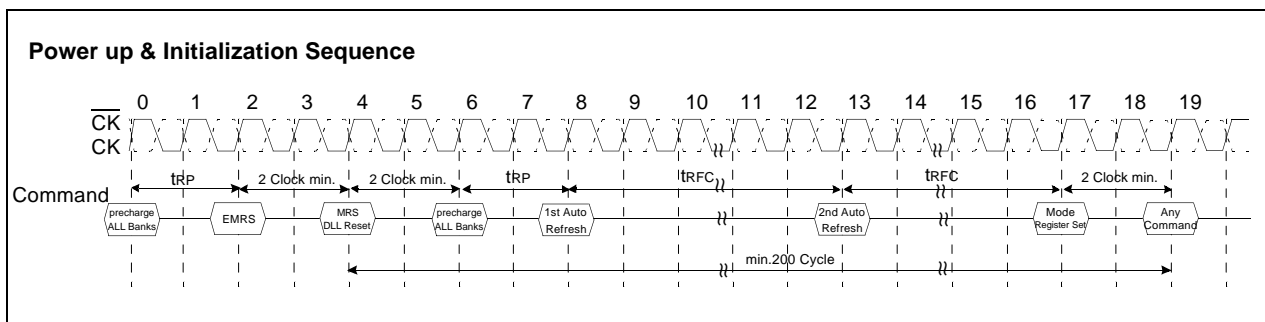 Power up & Initialization Sequence
0 1 2 3 4 5 6 7 8 9 10 11 12 13 14 15 16 17 18 19
CK
CK
tRP 2 Clock min. 2 Clock min. tRP tRFC tRFC 2 Clock min.
Command
precharge
ALL Banks
EMRS
MRS
DLL Reset
precharge
ALL Banks
1st Auto
Refresh
2nd Auto
Refresh
Mode
Register Set
Any
Command
min.200 Cycle